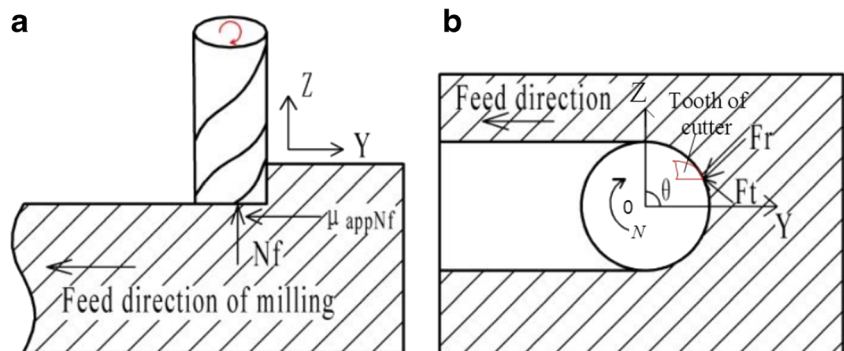 a
Z
Y
μ appNf
Nf
Feed direction of milling
b
Feed direction
Z
Tooth of
cutter
Fr
θ
Ft
0
Y
N